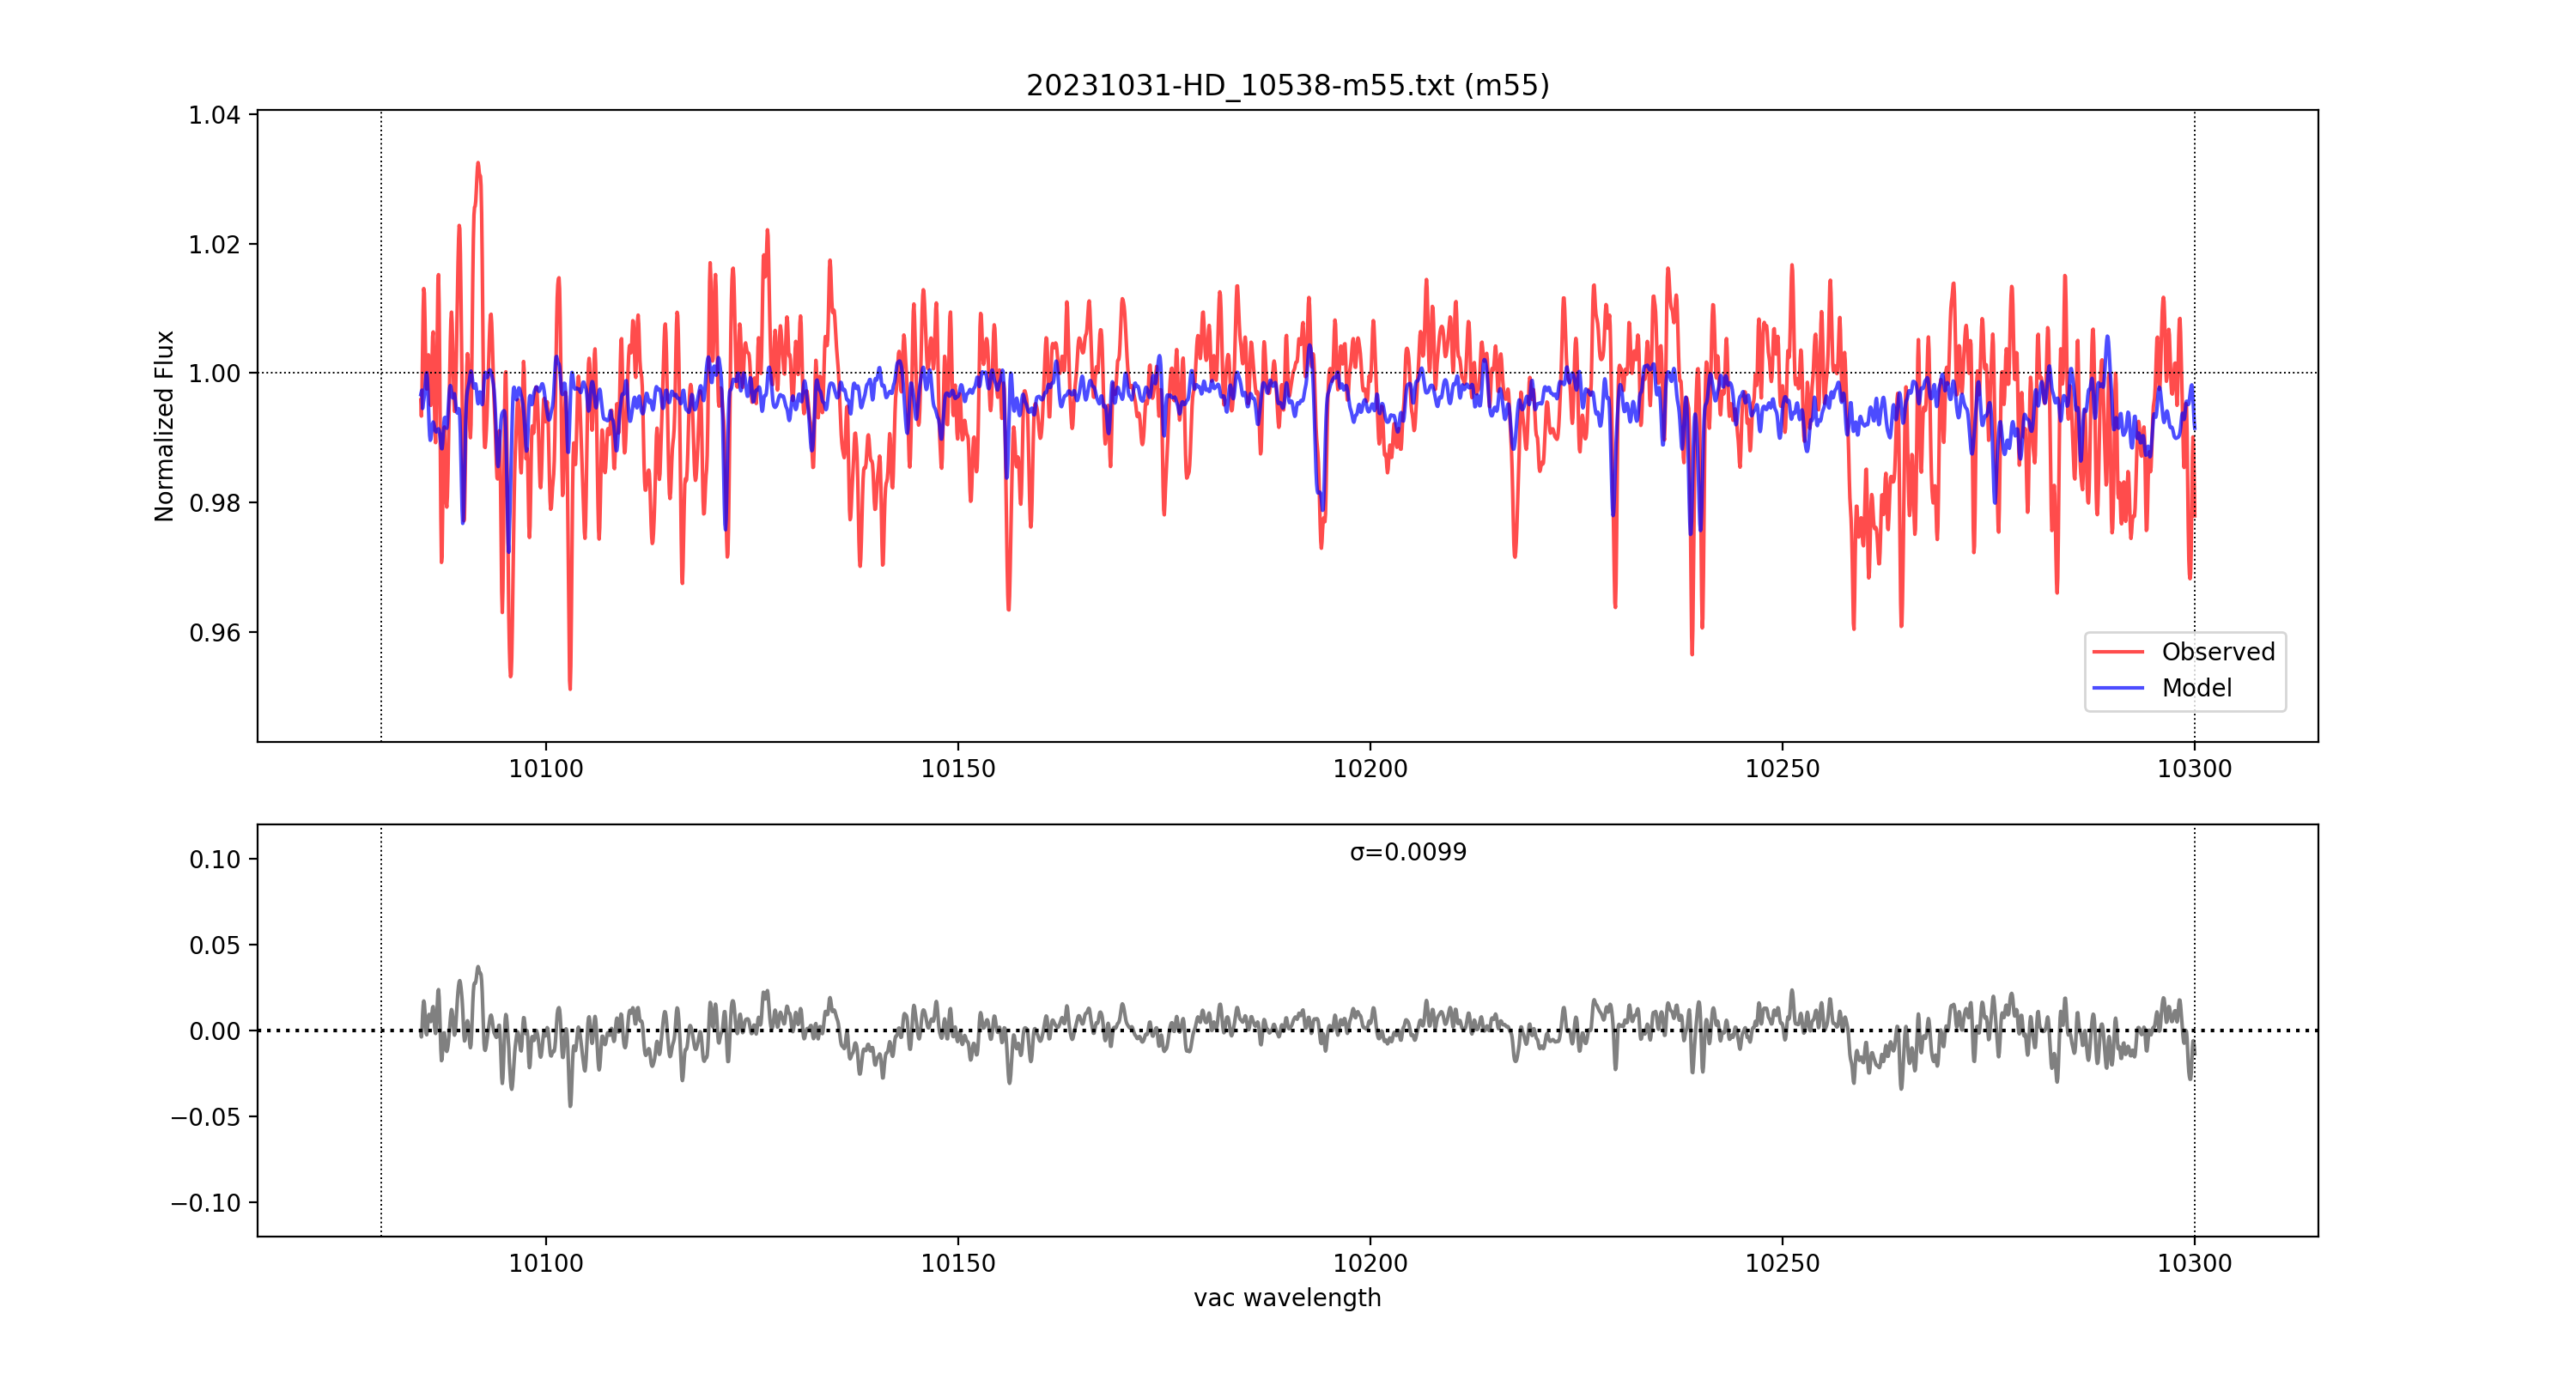 20231031-HD_10538-m55.txt (m55)
Normalized Flux
1.04
1.02
1.00
0.98
0.96
Observed
Model
10100 10150 10200 10250 10300
σ=0.0099
0.10
0.05
0.00
−0.05
−0.10
10100 10150 10200 10250 10300
vac wavelength